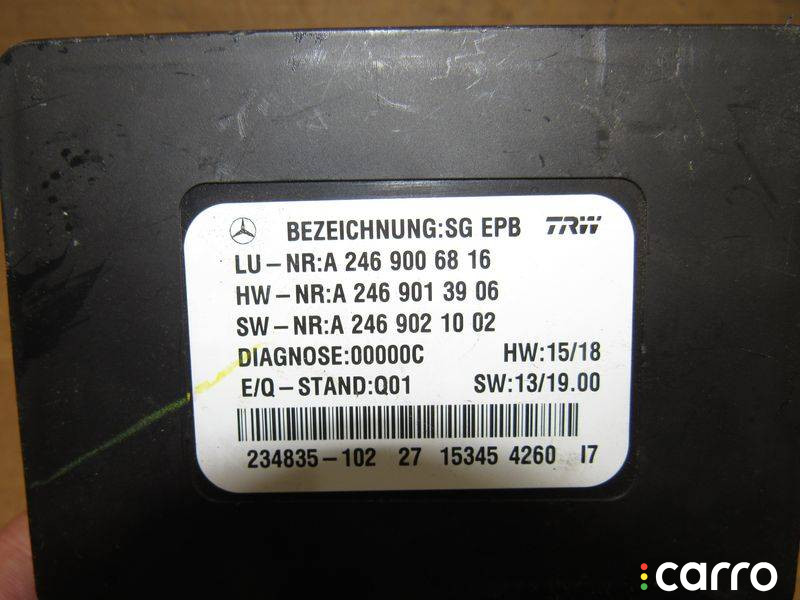 BEZEICHNUNG:SG EPB TRW
LU-NR:A 246 900 68 16
HW-NR:A 246 901 39 06
SW-NR:A 246 902 10 02
DIAGNOSE:00000C HW:15/18
E/Q-STAND:Q01 SW:13/19.00
234835-102 27 15345 4260 I7
carro